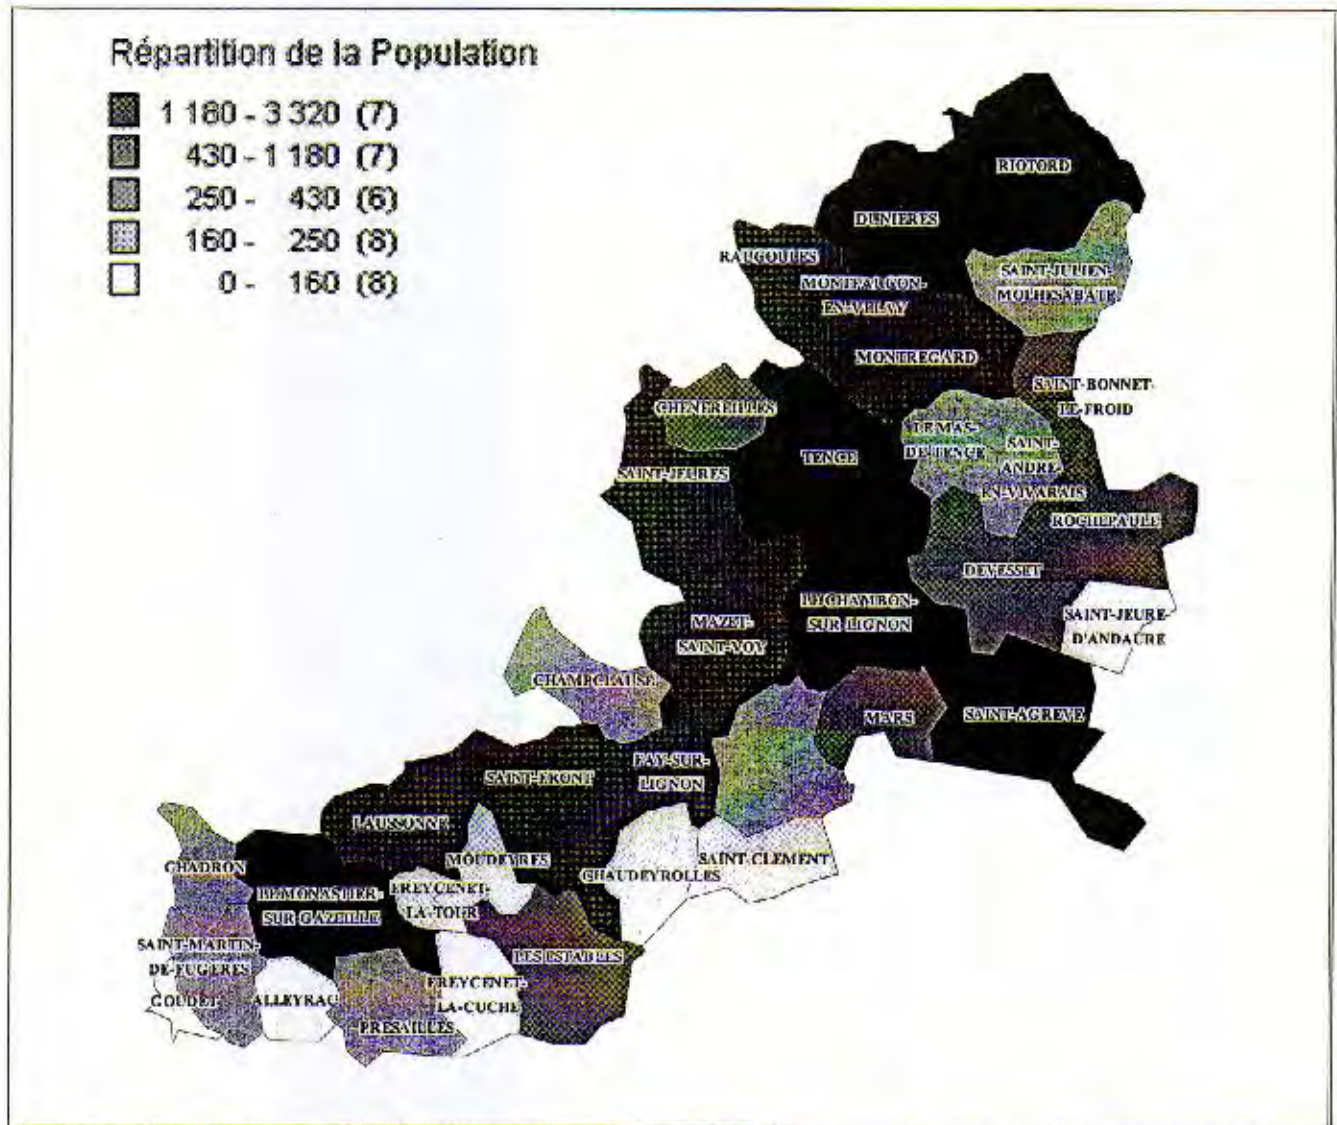 Répartition de la Population
1 180 - 3 320 (7)
430 - 1 180 (7)
250 - 430 (6)
160 - 250 (8)
0 - 160 (8)
RIOTORD
DUNIERES
RAUCOULES
SAINT-JULIEN-
MOLHESABATE
MONTFAUCON-
EN-VELAY
MONTREGARD
SAINT-BONNET-
LE-FROID
CHENEREILLES
LE MAS-
DE-TENCE
SAINT-
ANDRE-
EN-VIVARAIS
TENCE
SAINT-JEURES
ROCHEPAULE
DEVESSET
LE CHAMBON-
SUR-LIGNON
SAINT-JEURE-
D'ANDAURE
MAZET-
SAINT-VOY
CHAMPCLAUSE
MARS
SAINT-AGREVE
FAY-SUR-
LIGNON
SAINT-FRONT
LAUSSONNE
MOUDEYRES
CHAUDEYROLLES
SAINT-CLEMENT
CHADRON
LE MONASTIER-
SUR-GAZEILLE
FREYCENET-
LA-TOUR
SAINT-MARTIN-
DE-FUGERES
LES ESTABLES
GOUDET
ALLEYRAC
FREYCENET-
LA-CUCHE
PRESAILLES